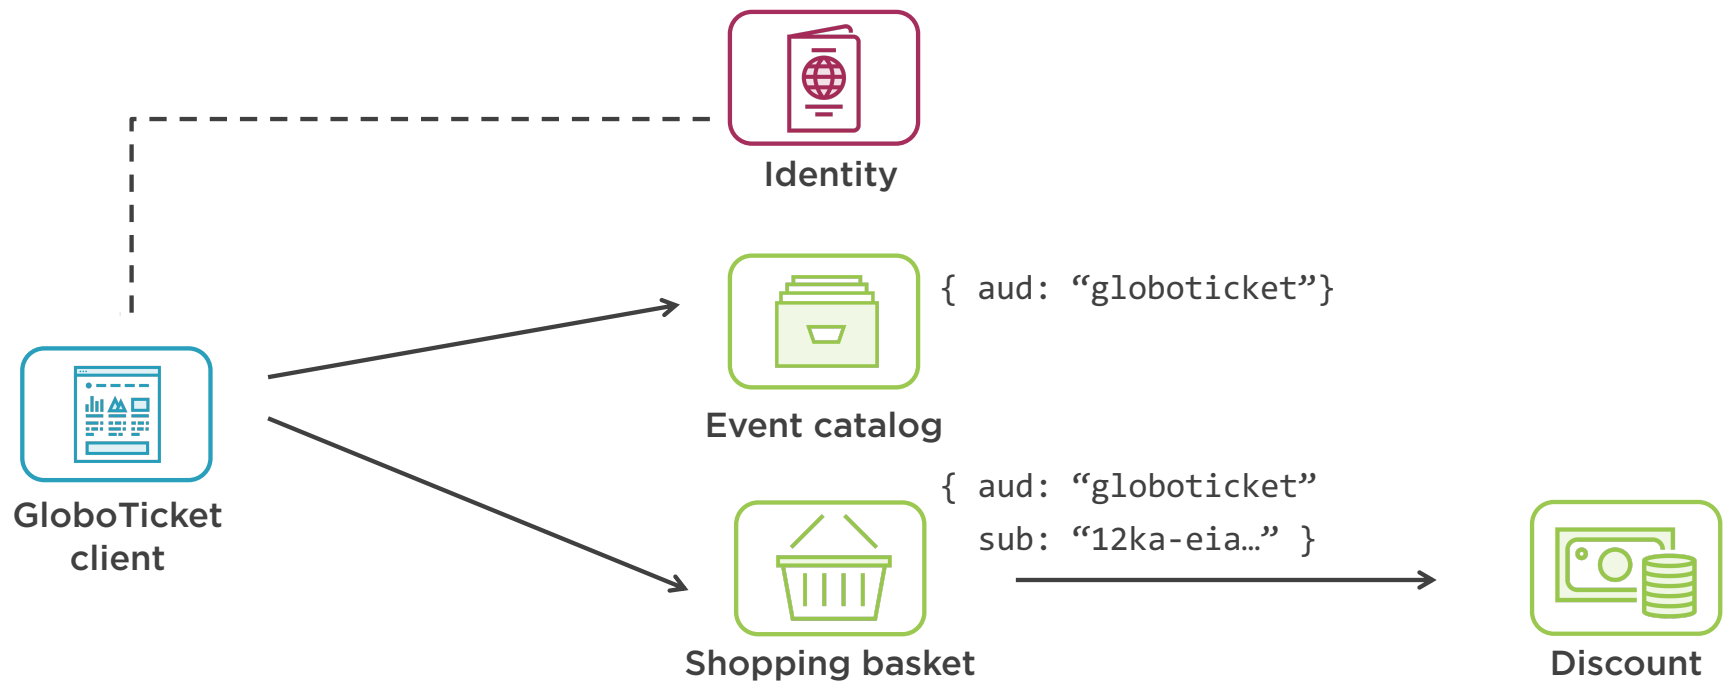 Identity
{ aud: “globoticket”}
Event catalog
GloboTicket
client
{ aud: “globoticket”
sub: “12ka-eia…” }
Shopping basket
Discount